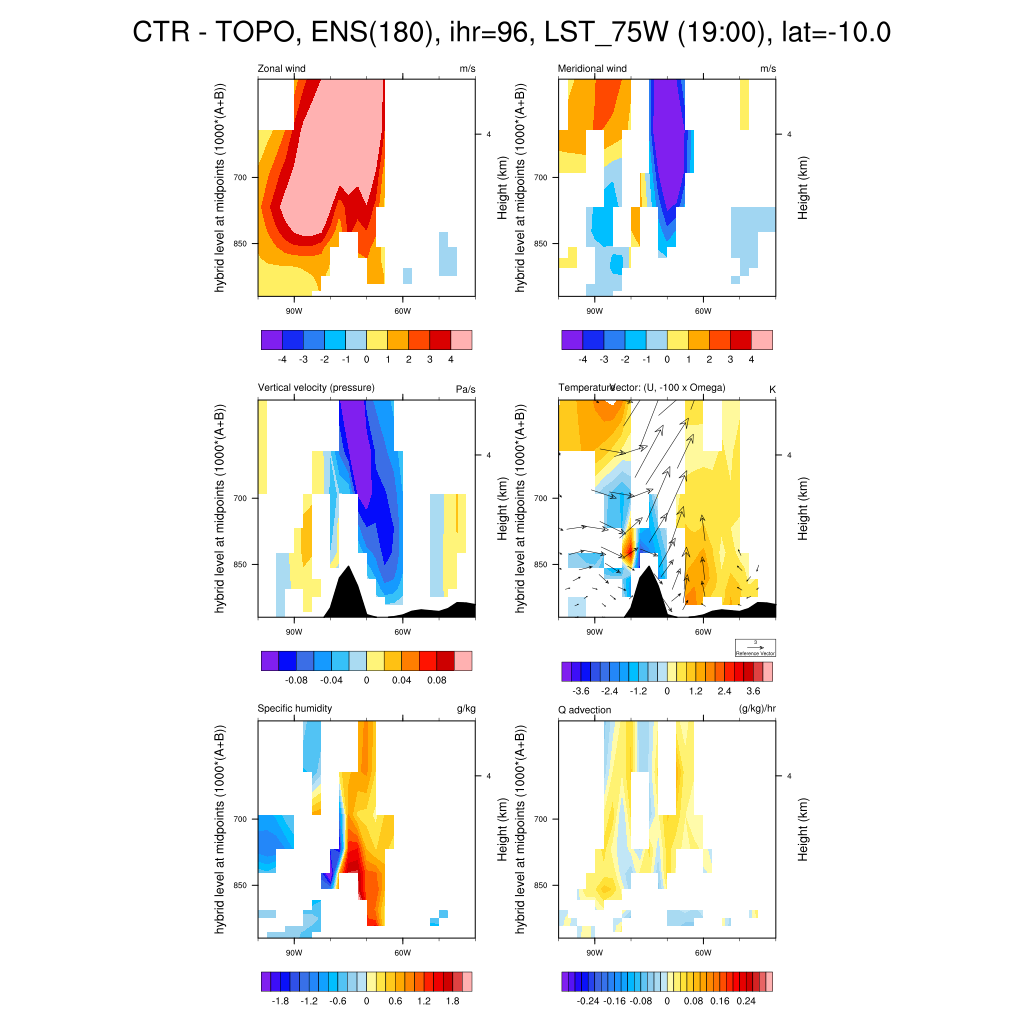 CTR - TOPO, ENS(180), ihr=96, LST_75W (19:00), lat=-10.0
Zonal wind m/s
hybrid level at midpoints (1000*(A+B))
700
850
4
Height (km)
90W 60W
-4 -3 -2 -1 0 1 2 3 4
Meridional wind m/s
hybrid level at midpoints (1000*(A+B))
700
850
4
Height (km)
90W 60W
-4 -3 -2 -1 0 1 2 3 4
Vertical velocity (pressure) Pa/s
hybrid level at midpoints (1000*(A+B))
700
850
4
Height (km)
90W 60W
-0.08 -0.04 0 0.04 0.08
Temperature Vector: (U, -100 x Omega) K
hybrid level at midpoints (1000*(A+B))
700
850
4
Height (km)
90W 60W
3
Reference Vector
-3.6 -2.4 -1.2 0 1.2 2.4 3.6
Specific humidity g/kg
hybrid level at midpoints (1000*(A+B))
700
850
4
Height (km)
90W 60W
-1.8 -1.2 -0.6 0 0.6 1.2 1.8
Q advection (g/kg)/hr
hybrid level at midpoints (1000*(A+B))
700
850
4
Height (km)
90W 60W
-0.24 -0.16 -0.08 0 0.08 0.16 0.24